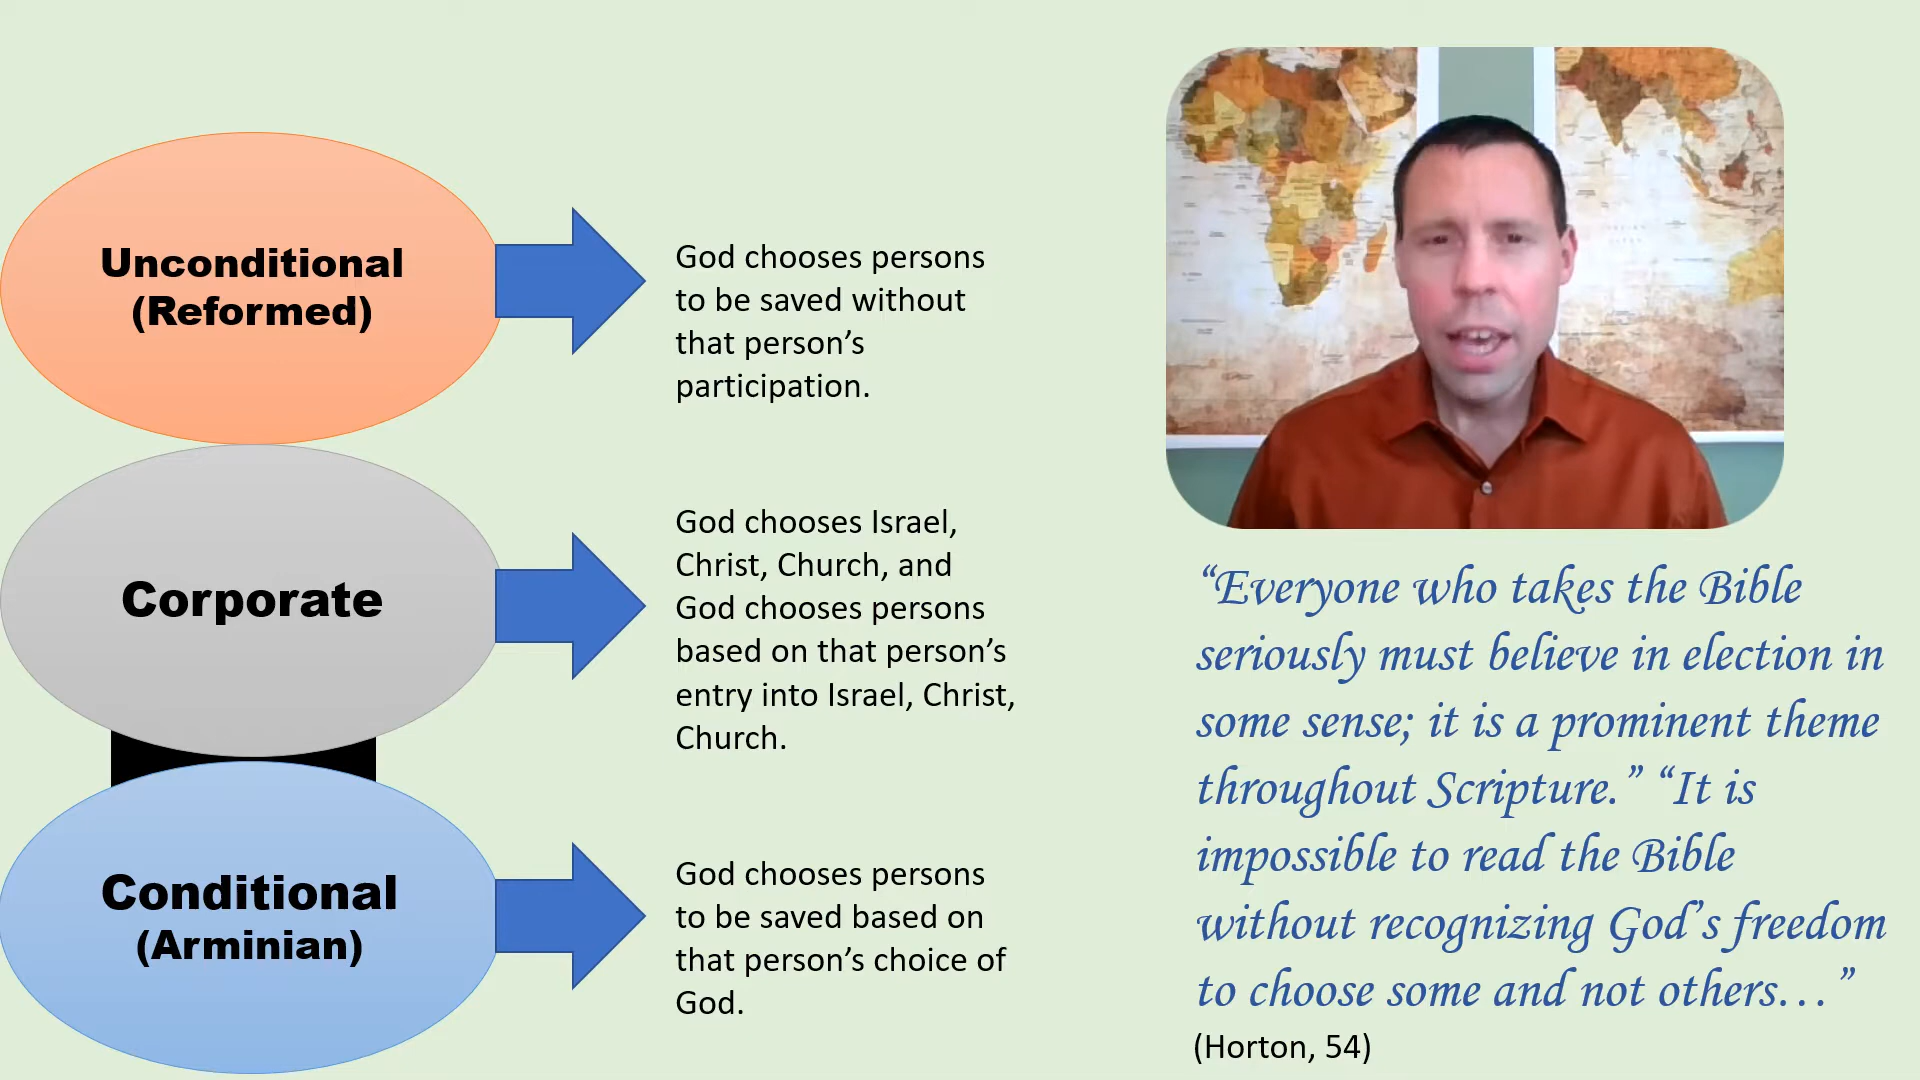 Unconditional
(Reformed)
God chooses persons
to be saved without
that person’s
participation.
Corporate
God chooses Israel,
Christ, Church, and
God chooses persons
based on that person’s
entry into Israel, Christ,
Church.
Conditional
(Arminian)
God chooses persons
to be saved based on
that person’s choice of
God.
“Everyone who takes the Bible
seriously must believe in election in
some sense; it is a prominent theme
throughout Scripture.” “It is
impossible to read the Bible
without recognizing God’s freedom
to choose some and not others…”
(Horton, 54)